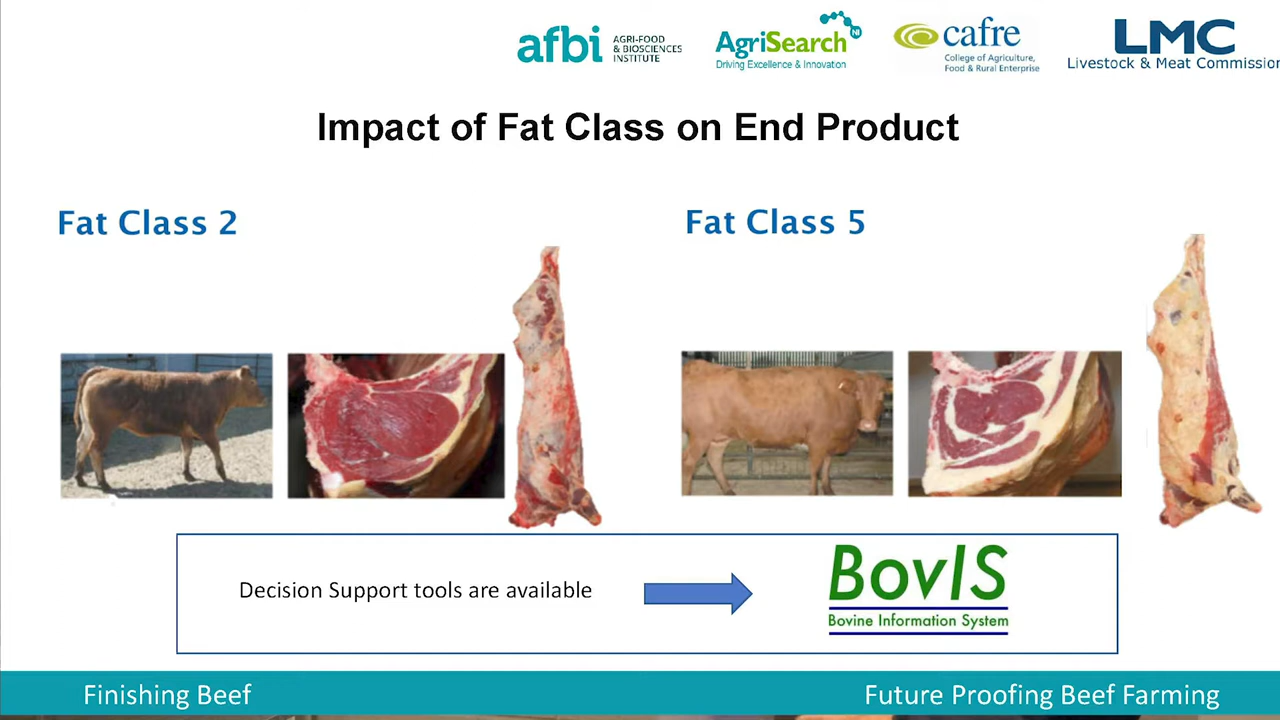 afbi AGRI-FOOD
& BIOSCIENCES
INSTITUTE
AgriSearch NI
Driving Excellence & Innovation
cafre
College of Agriculture,
Food & Rural Enterprise
LMC
Livestock & Meat Commission
Impact of Fat Class on End Product
Fat Class 2
Fat Class 5
Decision Support tools are available
BovIS
Bovine Information System
Finishing Beef
Future Proofing Beef Farming